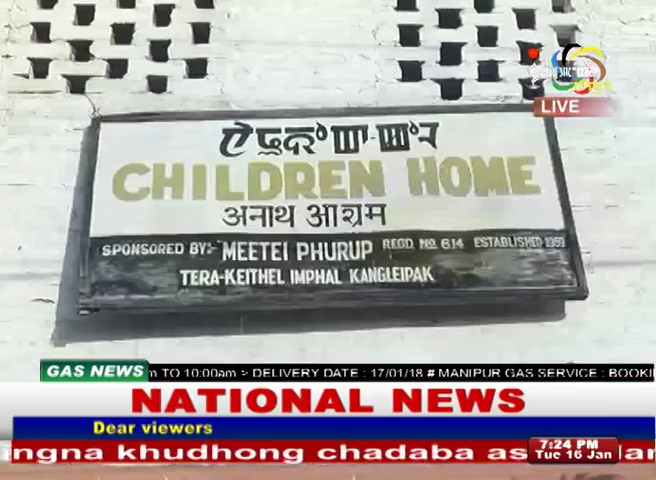 LIVE
CHILDREN HOME
अनाथ आश्रम
SPONSORED BY:- MEETEI PHURUP REGD. No. 614 ESTABLISHED-1969
TERA-KEITHEL IMPHAL KANGLEIPAK
GAS NEWS m TO 10:00am > DELIVERY DATE : 17/01/18 # MANIPUR GAS SERVICE : BOOKI
NATIONAL NEWS
Dear viewers
7:24 PM
ngna khudhong chadaba as
Tue 16 Jan